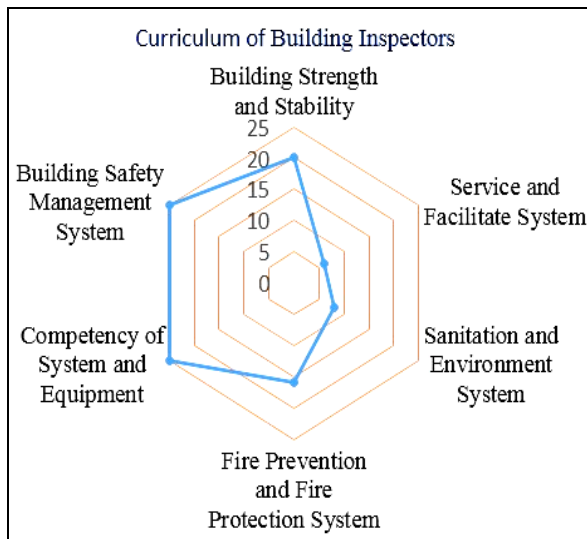 Curriculum of Building Inspectors
Building Strength
and Stability
25
20
15
10
5
0
Service and
Facilitate System
Sanitation and
Environment
System
Fire Prevention
and Fire
Protection System
Competency of
System and
Equipment
Building Safety
Management
System